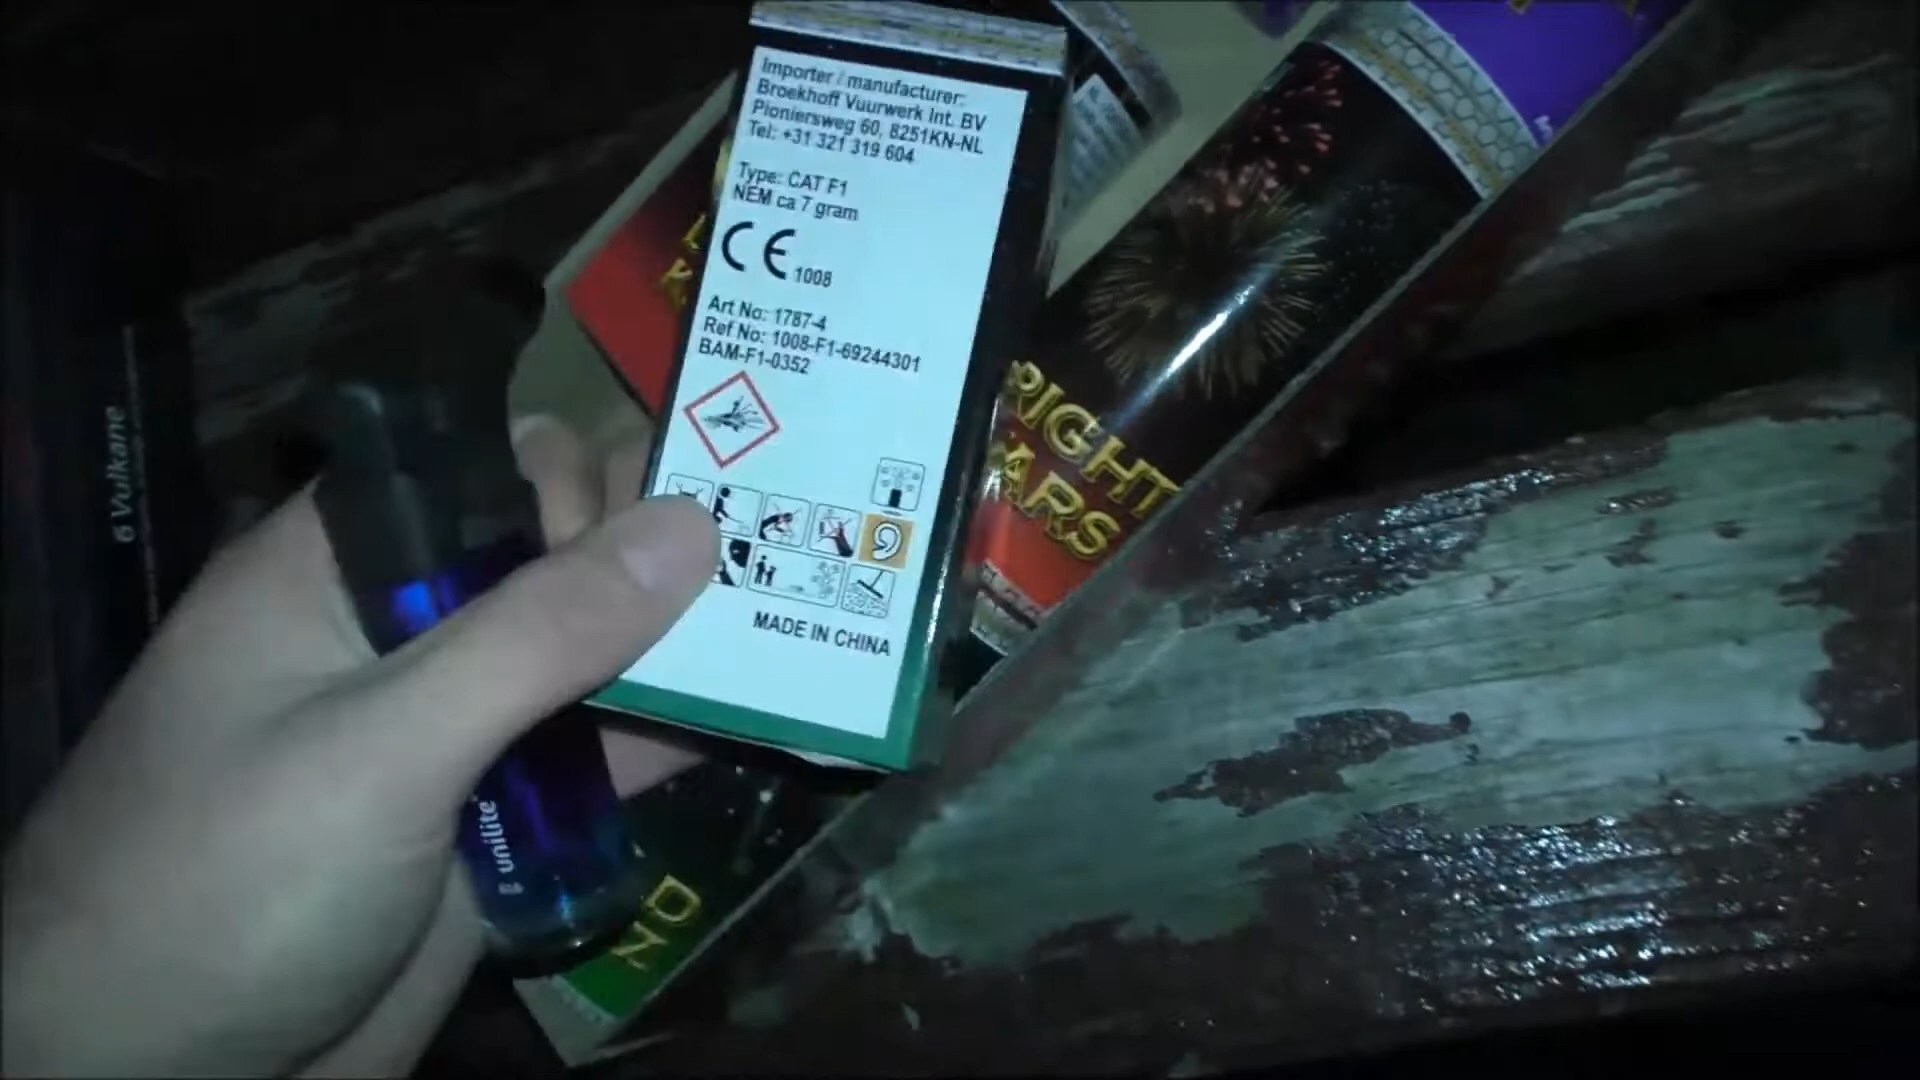 Importer / manufacturer:
Broekhoff Vuurwerk Int. BV
Pioniersweg 60, 8251KN-NL
Tel: +31 321 319 604
Type: CAT F1
NEM ca 7 gram
CE 1008
Art No: 1787-4
Ref No: 1008-F1-69244301
BAM-F1-0352
MADE IN CHINA
6 Vulkane
unilite
RIGHT
ARS
D
Z